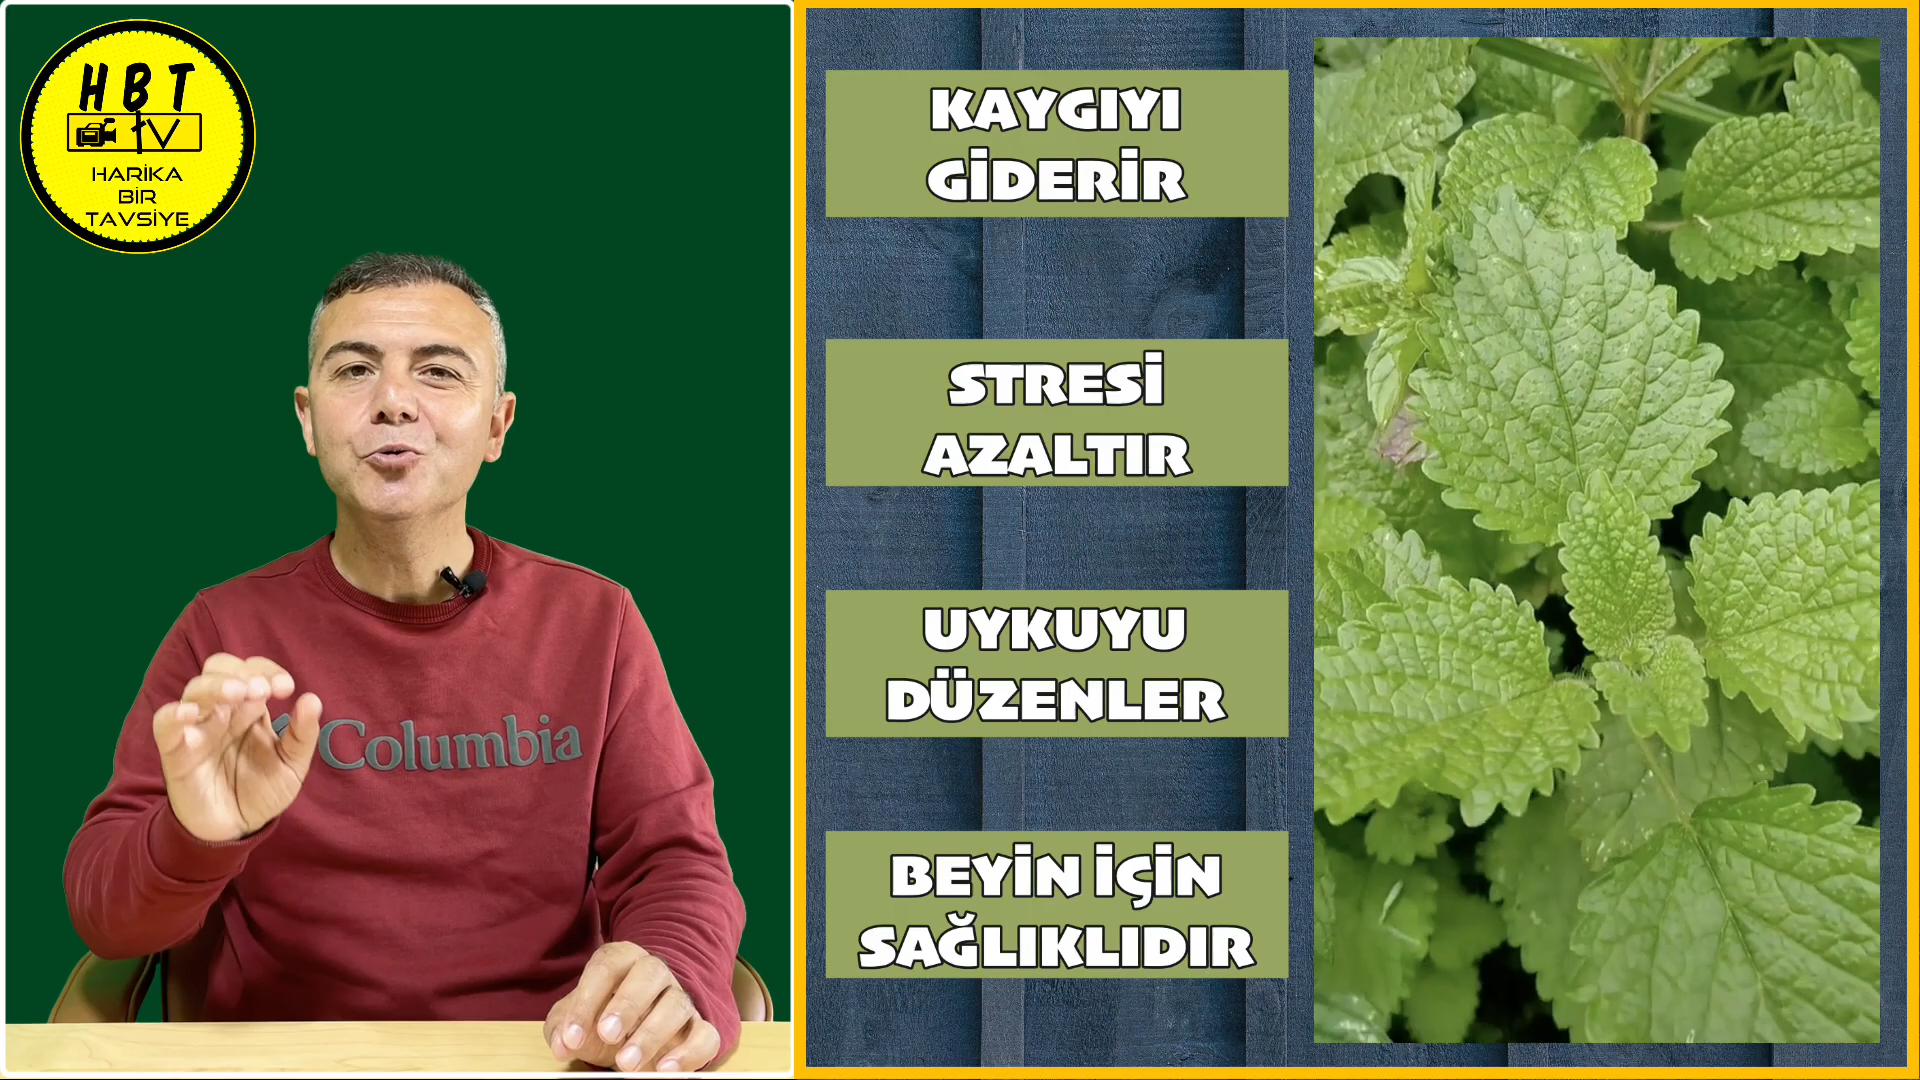 HBT
TV
HARİKA
BİR
TAVSİYE
Columbia
KAYGIYI
GİDERİR
STRESİ
AZALTIR
UYKUYU
DÜZENLER
BEYİN İÇİN
SAĞLIKLIDIR